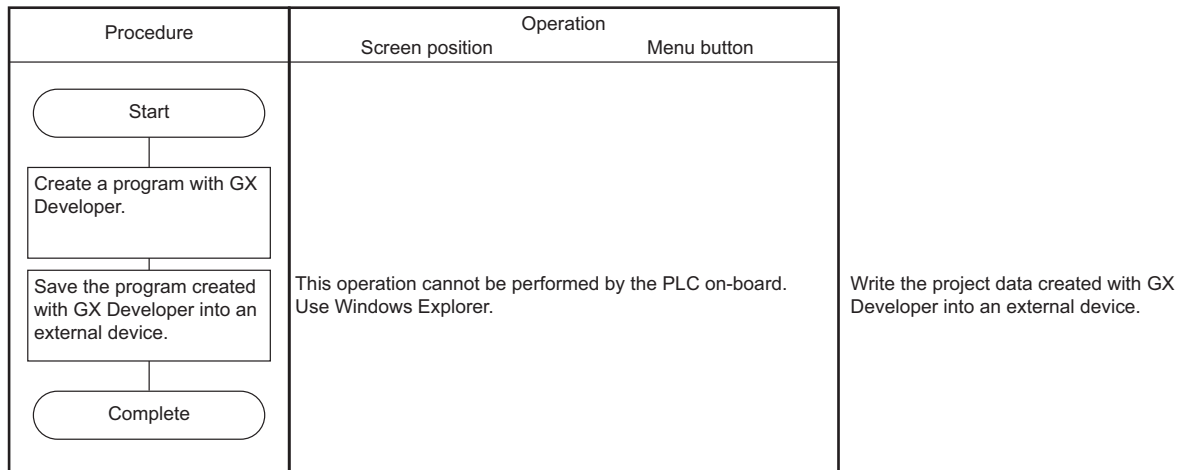 Procedure
Operation
Screen position Menu button
Start
Create a program with GX
Developer.
Save the program created
with GX Developer into an
external device.
This operation cannot be performed by the PLC on-board.
Use Windows Explorer.
Write the project data created with GX
Developer into an external device.
Complete